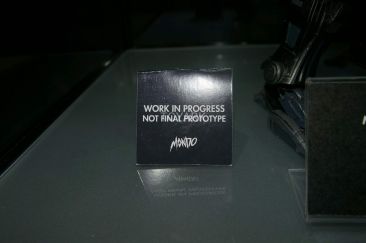 WORK IN PROGRESS
NOT FINAL PROTOTYPE
MONDO